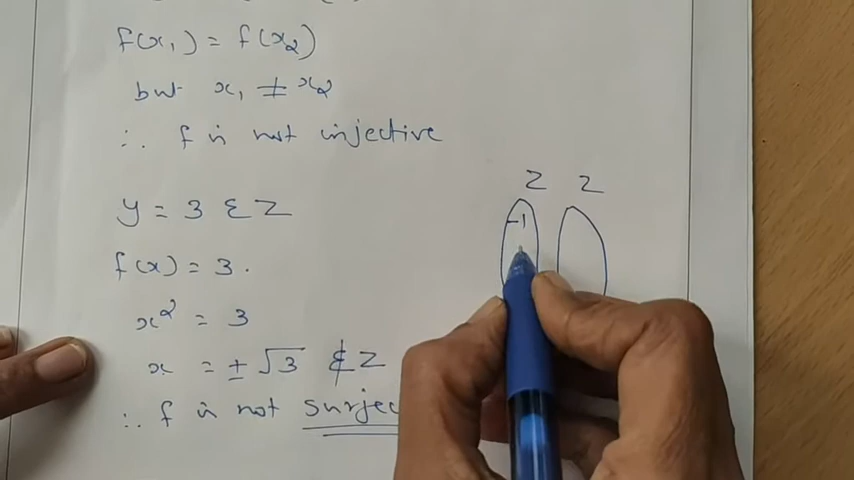 f(x₁) = f(x₂)
but x₁ ≠ x₂
∴ f is not injective
y = 3 ∈ Z
f(x) = 3.
x² = 3
x = ± √3 ∉ Z
∴ f is not surjec
Z Z
-1